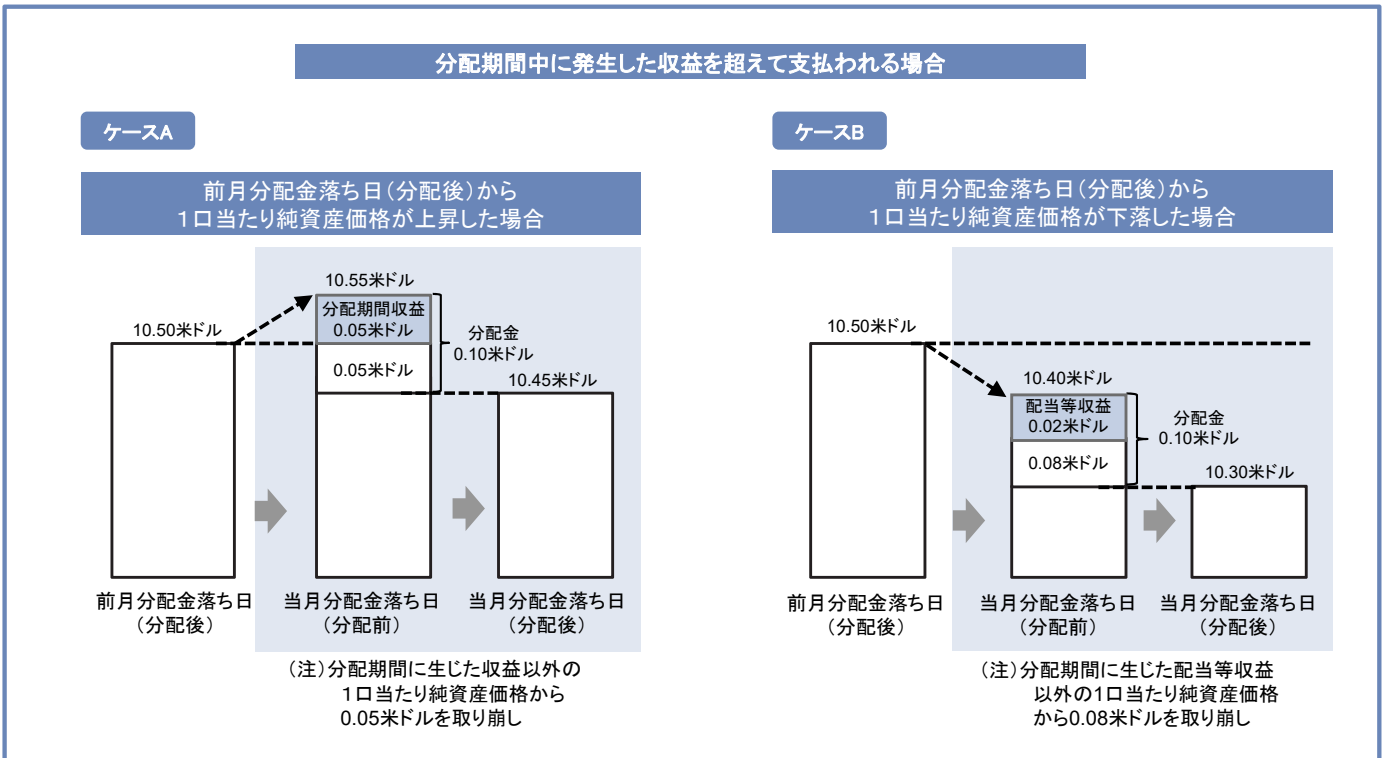 分配期間中に発生した収益を超えて支払われる場合
ケースA
前月分配金落ち日(分配後)から
1口当たり純資産価格が上昇した場合
10.55米ドル
分配期間収益
0.05米ドル
10.50米ドル
分配金
0.10米ドル
0.05米ドル
10.45米ドル
前月分配金落ち日
(分配後)
当月分配金落ち日
(分配前)
当月分配金落ち日
(分配後)
(注)分配期間に生じた収益以外の
1口当たり純資産価格から
0.05米ドルを取り崩し
ケースB
前月分配金落ち日(分配後)から
1口当たり純資産価格が下落した場合
10.50米ドル
10.40米ドル
配当等収益
0.02米ドル
分配金
0.10米ドル
0.08米ドル
10.30米ドル
前月分配金落ち日
(分配後)
当月分配金落ち日
(分配前)
当月分配金落ち日
(分配後)
(注)分配期間に生じた配当等収益
以外の1口当たり純資産価格
から0.08米ドルを取り崩し